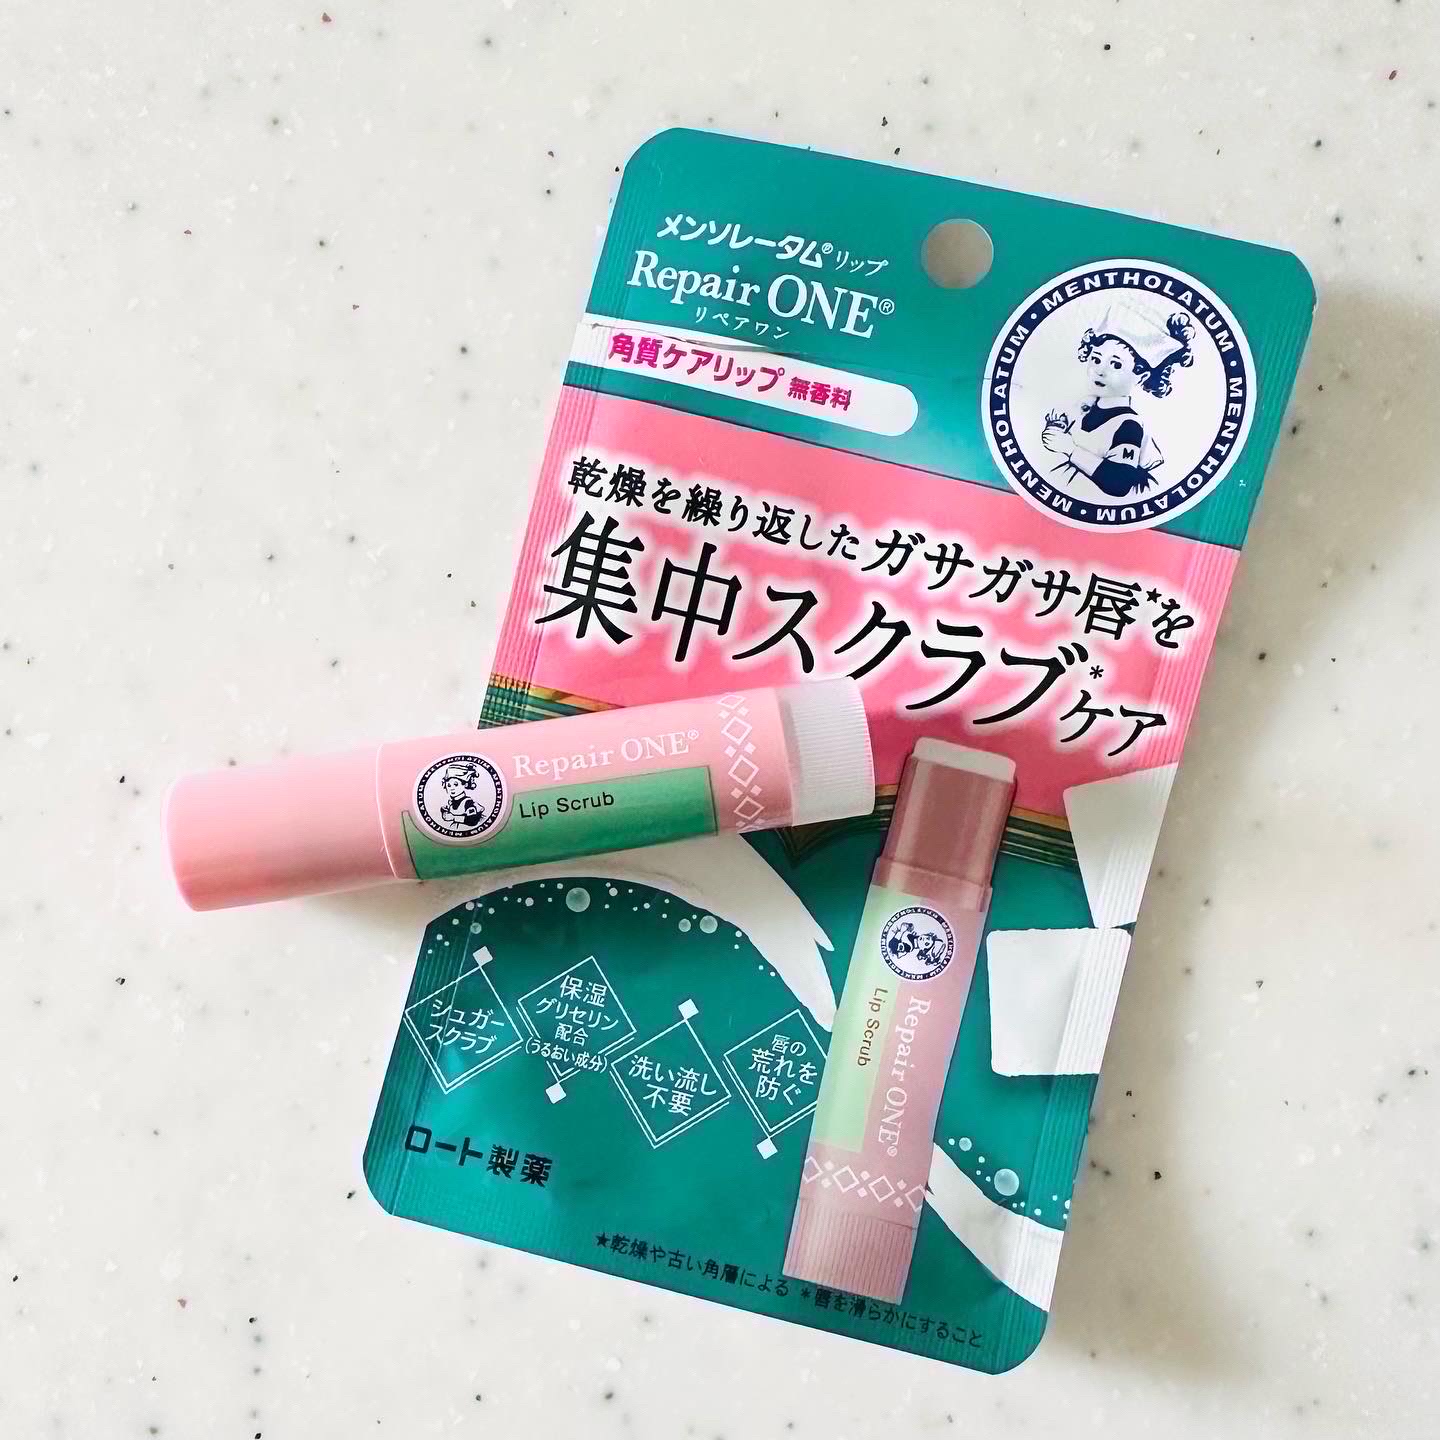 メンソレータム®リップ
Repair ONE®
リペアワン
角質ケアリップ 無香料
MENTHOLATUM・MENTHOLATUM・MENTHOLATUM・MENTHOLATUM・
M
乾燥を繰り返したガサガサ唇★を
集中スクラブ*ケア
MENTHOLATUM
Repair ONE®
Lip Scrub
MENTHOLATUM
Repair ONE®
Lip Scrub
シュガー
スクラブ
保湿
グリセリン
配合
(うるおい成分)
洗い流し
不要
唇の
荒れを
防ぐ
ロート製薬
★乾燥や古い角層による *唇を滑らかにすること